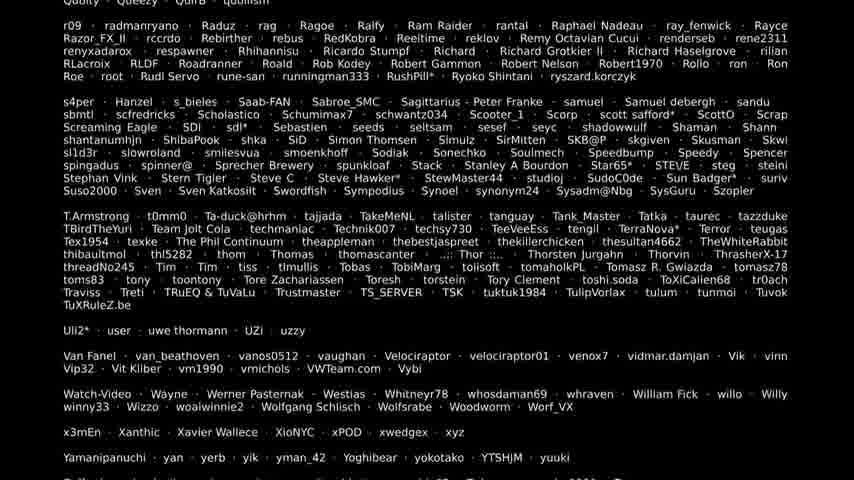 Quolty · Queezy · QuirB · quollism
r09 · radmanryano · Raduz · rag · Ragoe · Ralfy · Ram Raider · rantal · Raphael Nadeau · ray_fenwick · Rayce
Razor_FX_II · rccrdo · Rebirther · rebus · RedKobra · Reeltime · reklov · Remy Octavian Cucui · renderseb · rene2311
renyxadarox · respawner · Rhihannisu · Ricardo Stumpf · Richard · Richard Grotkier II · Richard Haselgrove · rilian
RLacroix · RLDF · Roadranner · Roald · Rob Kodey · Robert Gammon · Robert Nelson · Robert1970 · Rollo · ron · Ron
Roe · root · Rudl Servo · rune-san · runningman333 · RushPill* · Ryoko Shintani · ryszard.korczyk
s4per · Hanzel · s_bieles · Saab-FAN · Sabroe_SMC · Sagittarius - Peter Franke · samuel · Samuel debergh · sandu
sbmtl · scfredricks · Scholastico · Schumimax7 · schwantz034 · Scooter_1 · Scorp · scott safford* · ScottO · Scrap
Screaming Eagle · SDI · sdl* · Sebastien · seeds · seltsam · sesef · seyc · shadowwulf · Shaman · Shann
shantanumhjn · ShibaPook · shka · SiD · Simon Thomsen · Simulz · SirMitten · SKB@P · skgiven · Skusman · Skwi
sl1d3r · slowroland · smilesvua · smoenkhoff · Sodiak · Sonechko · Soulmech · Speedbump · Speedy · Spencer
spingadus · spinner@ · Sprecher Brewery · spunkloaf · Stack · Stanley A Bourdon · Star65* · STE\/E · steg · steini
Stephan Vink · Stern Tigler · Steve C · Steve Hawker* · StewMaster44 · studioj · SudoC0de · Sun Badger* · suriv
Suso2000 · Sven · Sven Katkosilt · Swordfish · Sympodius · Synoel · synonym24 · Sysadm@Nbg · SysGuru · Szopler
T.Armstrong · t0mm0 · Ta-duck@hrhm · tajjada · TakeMeNL · talister · tanguay · Tank_Master · Tatka · taurec · tazzduke
TBirdTheYuri · Team Jolt Cola · techmaniac · Technik007 · techsy730 · TeeVeeEss · tengil · TerraNova* · Terror · teugas
Tex1954 · texke · The Phil Continuum · theappleman · thebestjaspreet · thekillerchicken · thesultan4662 · TheWhiteRabbit
thibaultmol · thl5282 · thom · Thomas · thomascanter · ..:: Thor ::.. · Thorsten Jurgahn · Thorvin · ThrasherX-17
threadNo245 · Tim · Tim · tiss · tlmullis · Tobas · TobiMarg · tolisoft · tomaholkPL · Tomasz R. Gwiazda · tomasz78
toms83 · tony · toontony · Tore Zachariassen · Toresh · torstein · Tory Clement · toshi.soda · ToXiCalien68 · tr0ach
Traviss · Treti · TRuEQ & TuVaLu · Trustmaster · TS_SERVER · TSK · tuktuk1984 · TulipVorlax · tulum · tunmoi · Tuvok
TuXRuleZ.be
Uli2* · user · uwe thormann · UZi · uzzy
Van Fanel · van_beathoven · vanos0512 · vaughan · Velociraptor · velociraptor01 · venox7 · vidmar.damjan · Vik · vinn
Vip32 · Vit Kliber · vm1990 · vmichols · VWTeam.com · Vybi
Watch-Video · Wayne · Werner Pasternak · Westias · Whitneyr78 · whosdaman69 · whraven · William Fick · willo · Willy
winny33 · Wizzo · woalwinnie2 · Wolfgang Schlisch · Wolfsrabe · Woodworm · Worf_VX
x3mEn · Xanthic · Xavier Wallece · XioNYC · xPOD · xwedgex · xyz
Yamanipanuchi · yan · yerb · yik · yman_42 · Yoghibear · yokotako · YTSHJM · yuuki